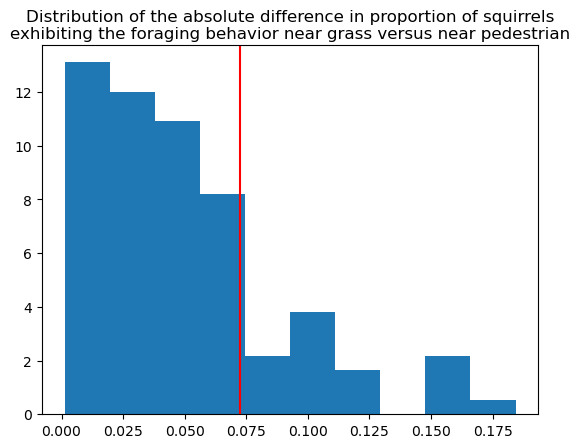 Distribution of the absolute difference in proportion of squirrels
exhibiting the foraging behavior near grass versus near pedestrian
12
10
8
6
4
2
0
0.000 0.025 0.050 0.075 0.100 0.125 0.150 0.175